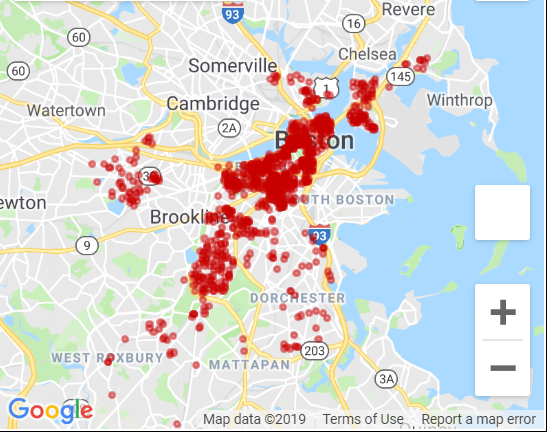 Revere
93
16
60
Chelsea
Somerville
60
145
1
Winthrop
Cambridge
Watertown
2A
Boston
30
SOUTH BOSTON
ewton
Brookline
93
9
DORCHESTER
203
WEST ROXBURY
MATTAPAN
3A
+
−
Google
Map data ©2019
Terms of Use
Report a map error